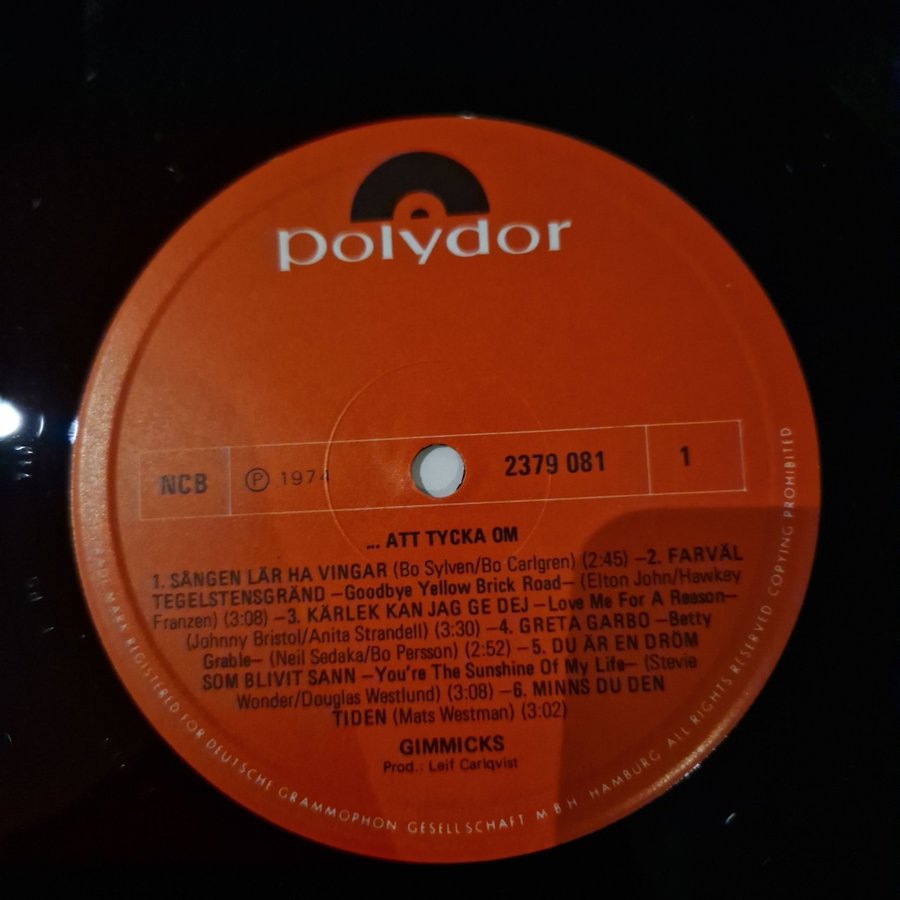 polydor
NCB
Ⓟ 1974
2379 081
1
... ATT TYCKA OM
1. SÅNGEN LÄR HA VINGAR (Bo Sylven/Bo Carlgren) (2:45) —2. FARVÄL
TEGELSTENSGRÄND —Goodbye Yellow Brick Road— (Elton John/Hawkey
Franzen) (3:08) —3. KÄRLEK KAN JAG GE DEJ —Love Me For A Reason—
(Johnny Bristol/Anita Strandell) (3:30) —4. GRETA GARBO —Betty
Grable— (Neil Sedaka/Bo Persson) (2:52) —5. DU ÄR EN DRÖM
SOM BLIVIT SANN —You're The Sunshine Of My Life— (Stevie
Wonder/Douglas Westlund) (3:08) —6. MINNS DU DEN
TIDEN (Mats Westman) (3:02)
GIMMICKS
Prod.: Leif Carlqvist
MARK REGISTERED FOR DEUTSCHE GRAMMOPHON GESELLSCHAFT M B H HAMBURG ALL RIGHTS RESERVED COPYING PROHIBITED